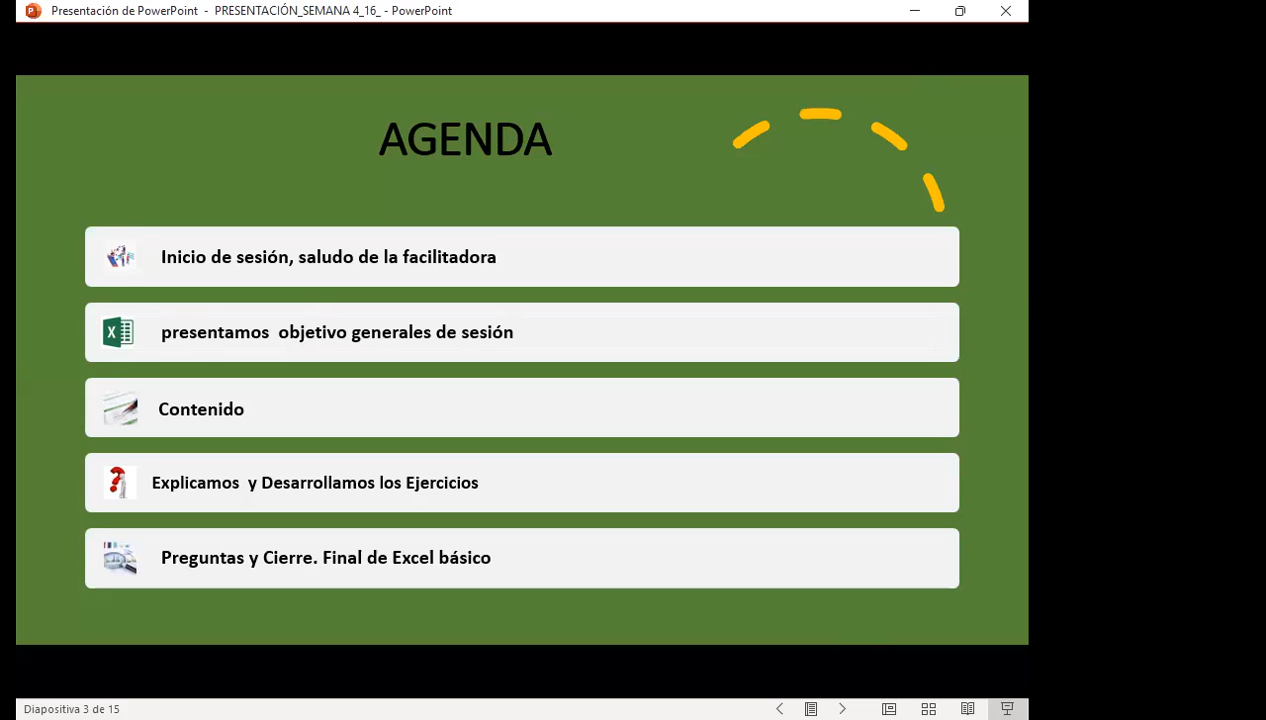 Presentación de PowerPoint - PRESENTACIÓN_SEMANA 4_16_ - PowerPoint
AGENDA
Inicio de sesión, saludo de la facilitadora
presentamos  objetivo generales de sesión
Contenido
Explicamos  y Desarrollamos los Ejercicios
Preguntas y Cierre. Final de Excel básico
Diapositiva 3 de 15